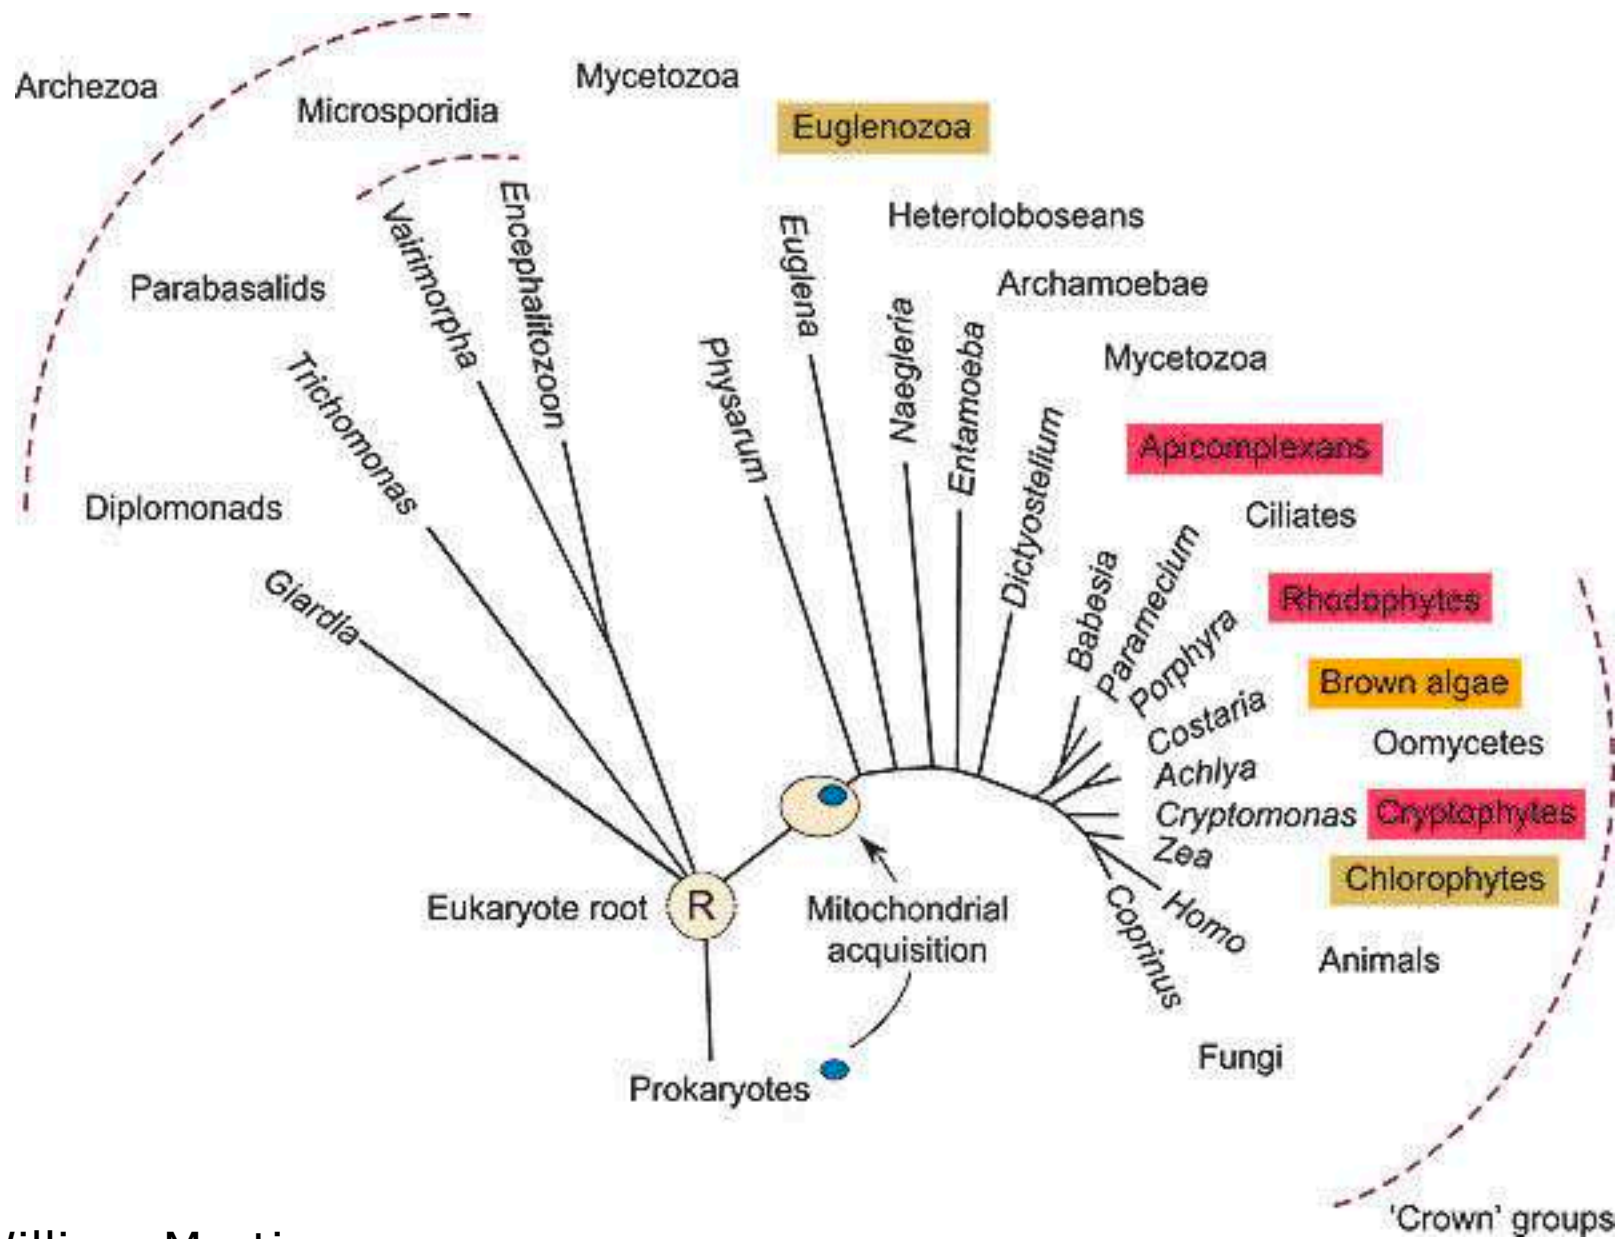 Archezoa
Microsporidia
Mycetozoa
Euglenozoa
Heteroloboseans
Archamoebae
Mycetozoa
Parabasalids
Vairimorpha
Encephalitozoon
Euglena
Naegleria
Entamoeba
Physarum
Trichomonas
Dictyostelium
Apicomplexans
Ciliates
Diplomonads
Giardia
Babesia
Paramecium
Porphyra
Rhodophytes
Costaria
Brown algae
Achlya
Oomycetes
Cryptomonas
Cryptophytes
Zea
Chlorophytes
Homo
Animals
Coprinus
Fungi
Eukaryote root
R
Mitochondrial
acquisition
Prokaryotes
'Crown' groups